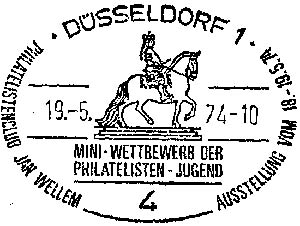 · DÜSSELDORF 1 ·
PHILATELISTENCLUB JAN WELLEM
AUSSTELLUNG VOM 18.-19.5.74
19.-5. 74-10
MINI-WETTBEWERB DER
PHILATELISTEN-JUGEND
4